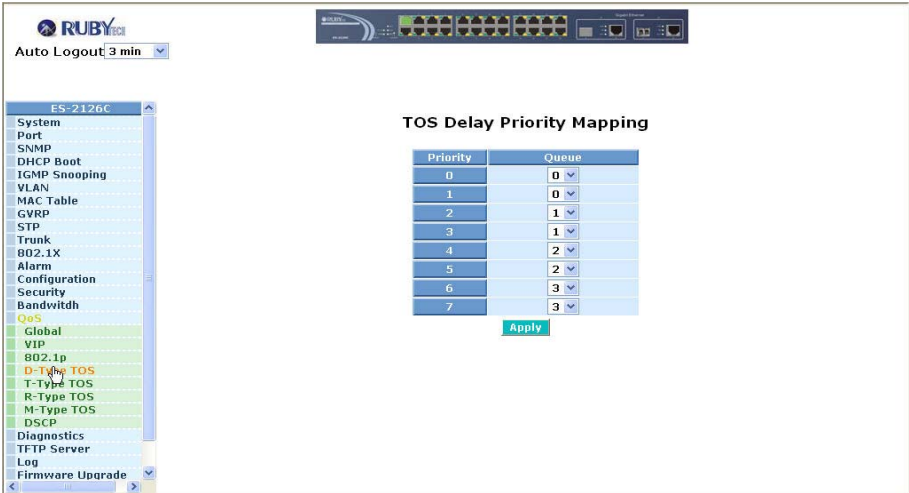 RUBYTECH
Auto Logout 3 min
ES-2126C
System
Port
SNMP
DHCP Boot
IGMP Snooping
VLAN
MAC Table
GVRP
STP
Trunk
802.1X
Alarm
Configuration
Security
Bandwitdh
QoS
Global
VIP
802.1p
D-Type TOS
T-Type TOS
R-Type TOS
M-Type TOS
DSCP
Diagnostics
TFTP Server
Log
Firmware Upgrade
TOS Delay Priority Mapping
Priority Queue
0 0
1 0
2 1
3 1
4 2
5 2
6 3
7 3
Apply